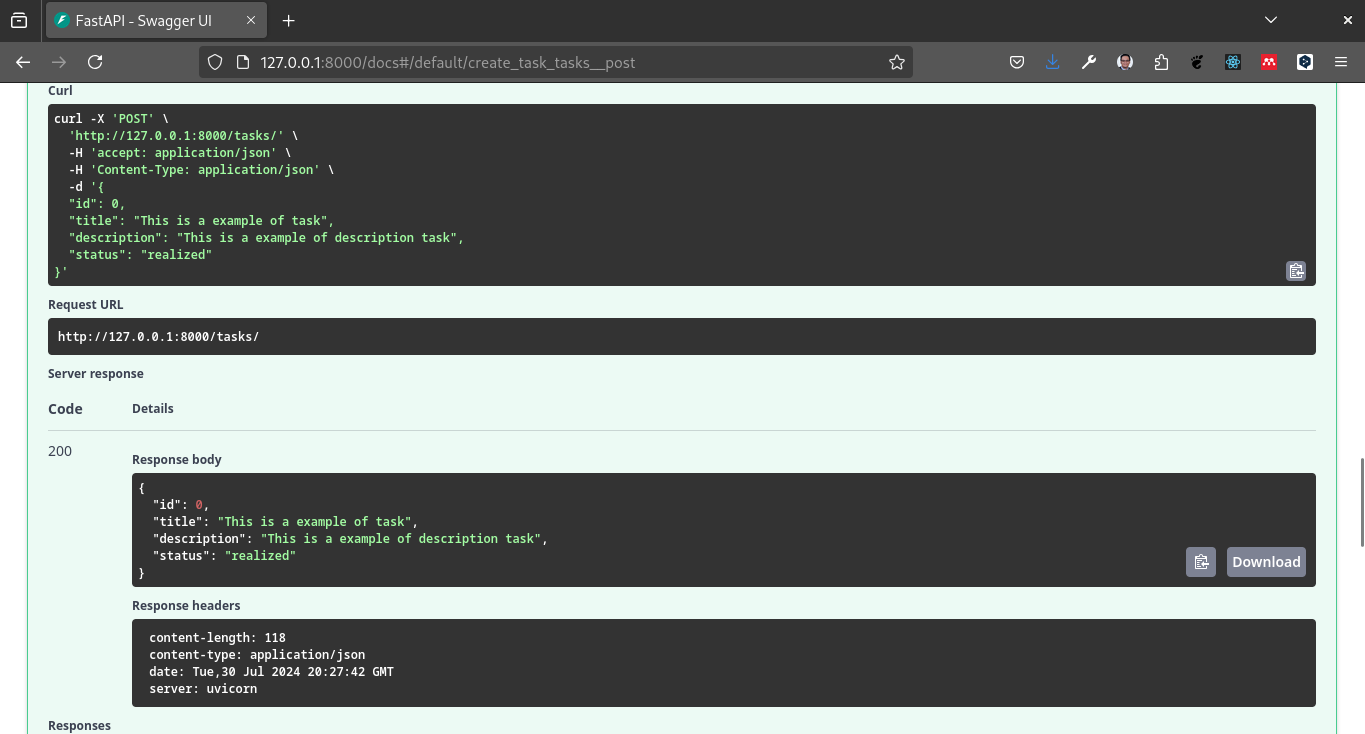 FastAPI - Swagger UI
127.0.0.1:8000/docs#/default/create_task_tasks__post
Curl
curl -X 'POST' \
  'http://127.0.0.1:8000/tasks/' \
  -H 'accept: application/json' \
  -H 'Content-Type: application/json' \
  -d '{
  "id": 0,
  "title": "This is a example of task",
  "description": "This is a example of description task",
  "status": "realized"
}'
Request URL
http://127.0.0.1:8000/tasks/
Server response
Code Details
200
Response body
{
  "id": 0,
  "title": "This is a example of task",
  "description": "This is a example of description task",
  "status": "realized"
}
Download
Response headers
content-length: 118
content-type: application/json
date: Tue,30 Jul 2024 20:27:42 GMT
server: uvicorn
Responses